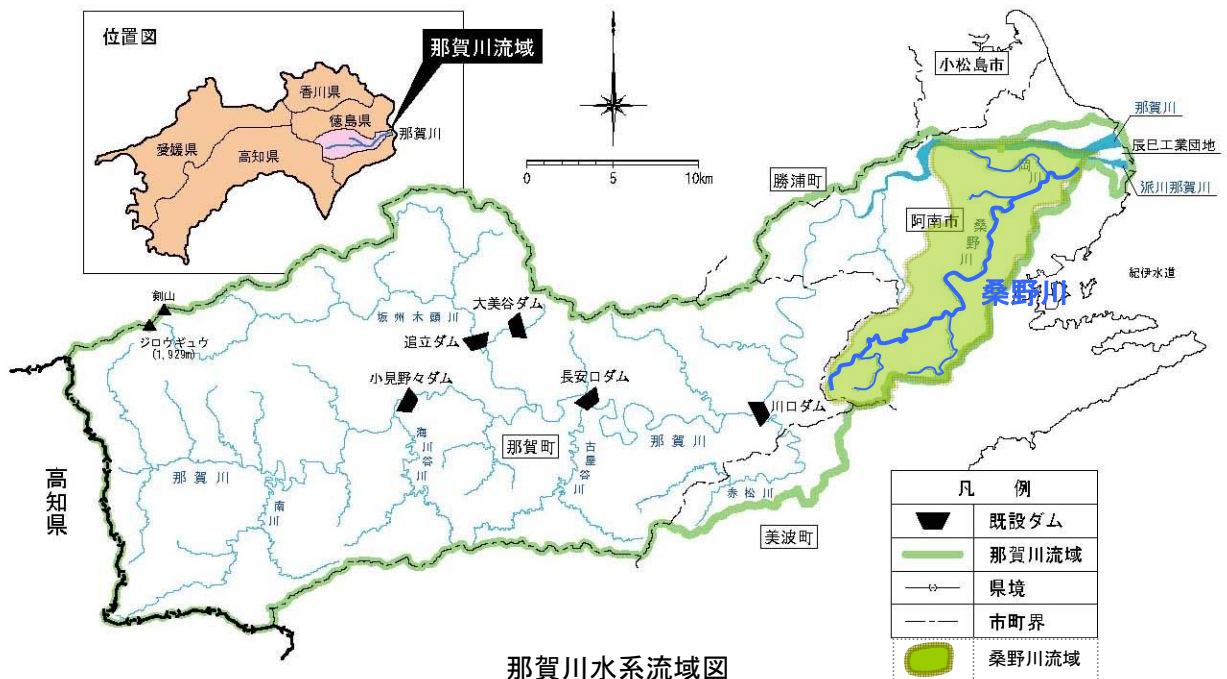 位置図
那賀川流域
香川県
徳島県
那賀川
愛媛県
高知県
0 5 10km
小松島市
那賀川
辰巳工業団地
派川那賀川
勝浦町
岡川
阿南市
桑野川
桑野川
紀伊水道
剣山
ジロウギュウ
(1,929m)
坂州木頭川
大美谷ダム
追立ダム
小見野々ダム
長安口ダム
川口ダム
那賀町
海川谷川
古屋谷川
那賀川
那賀川
南川
赤松川
美波町
高知県
凡 例
既設ダム
那賀川流域
県境
市町界
桑野川流域
那賀川水系流域図